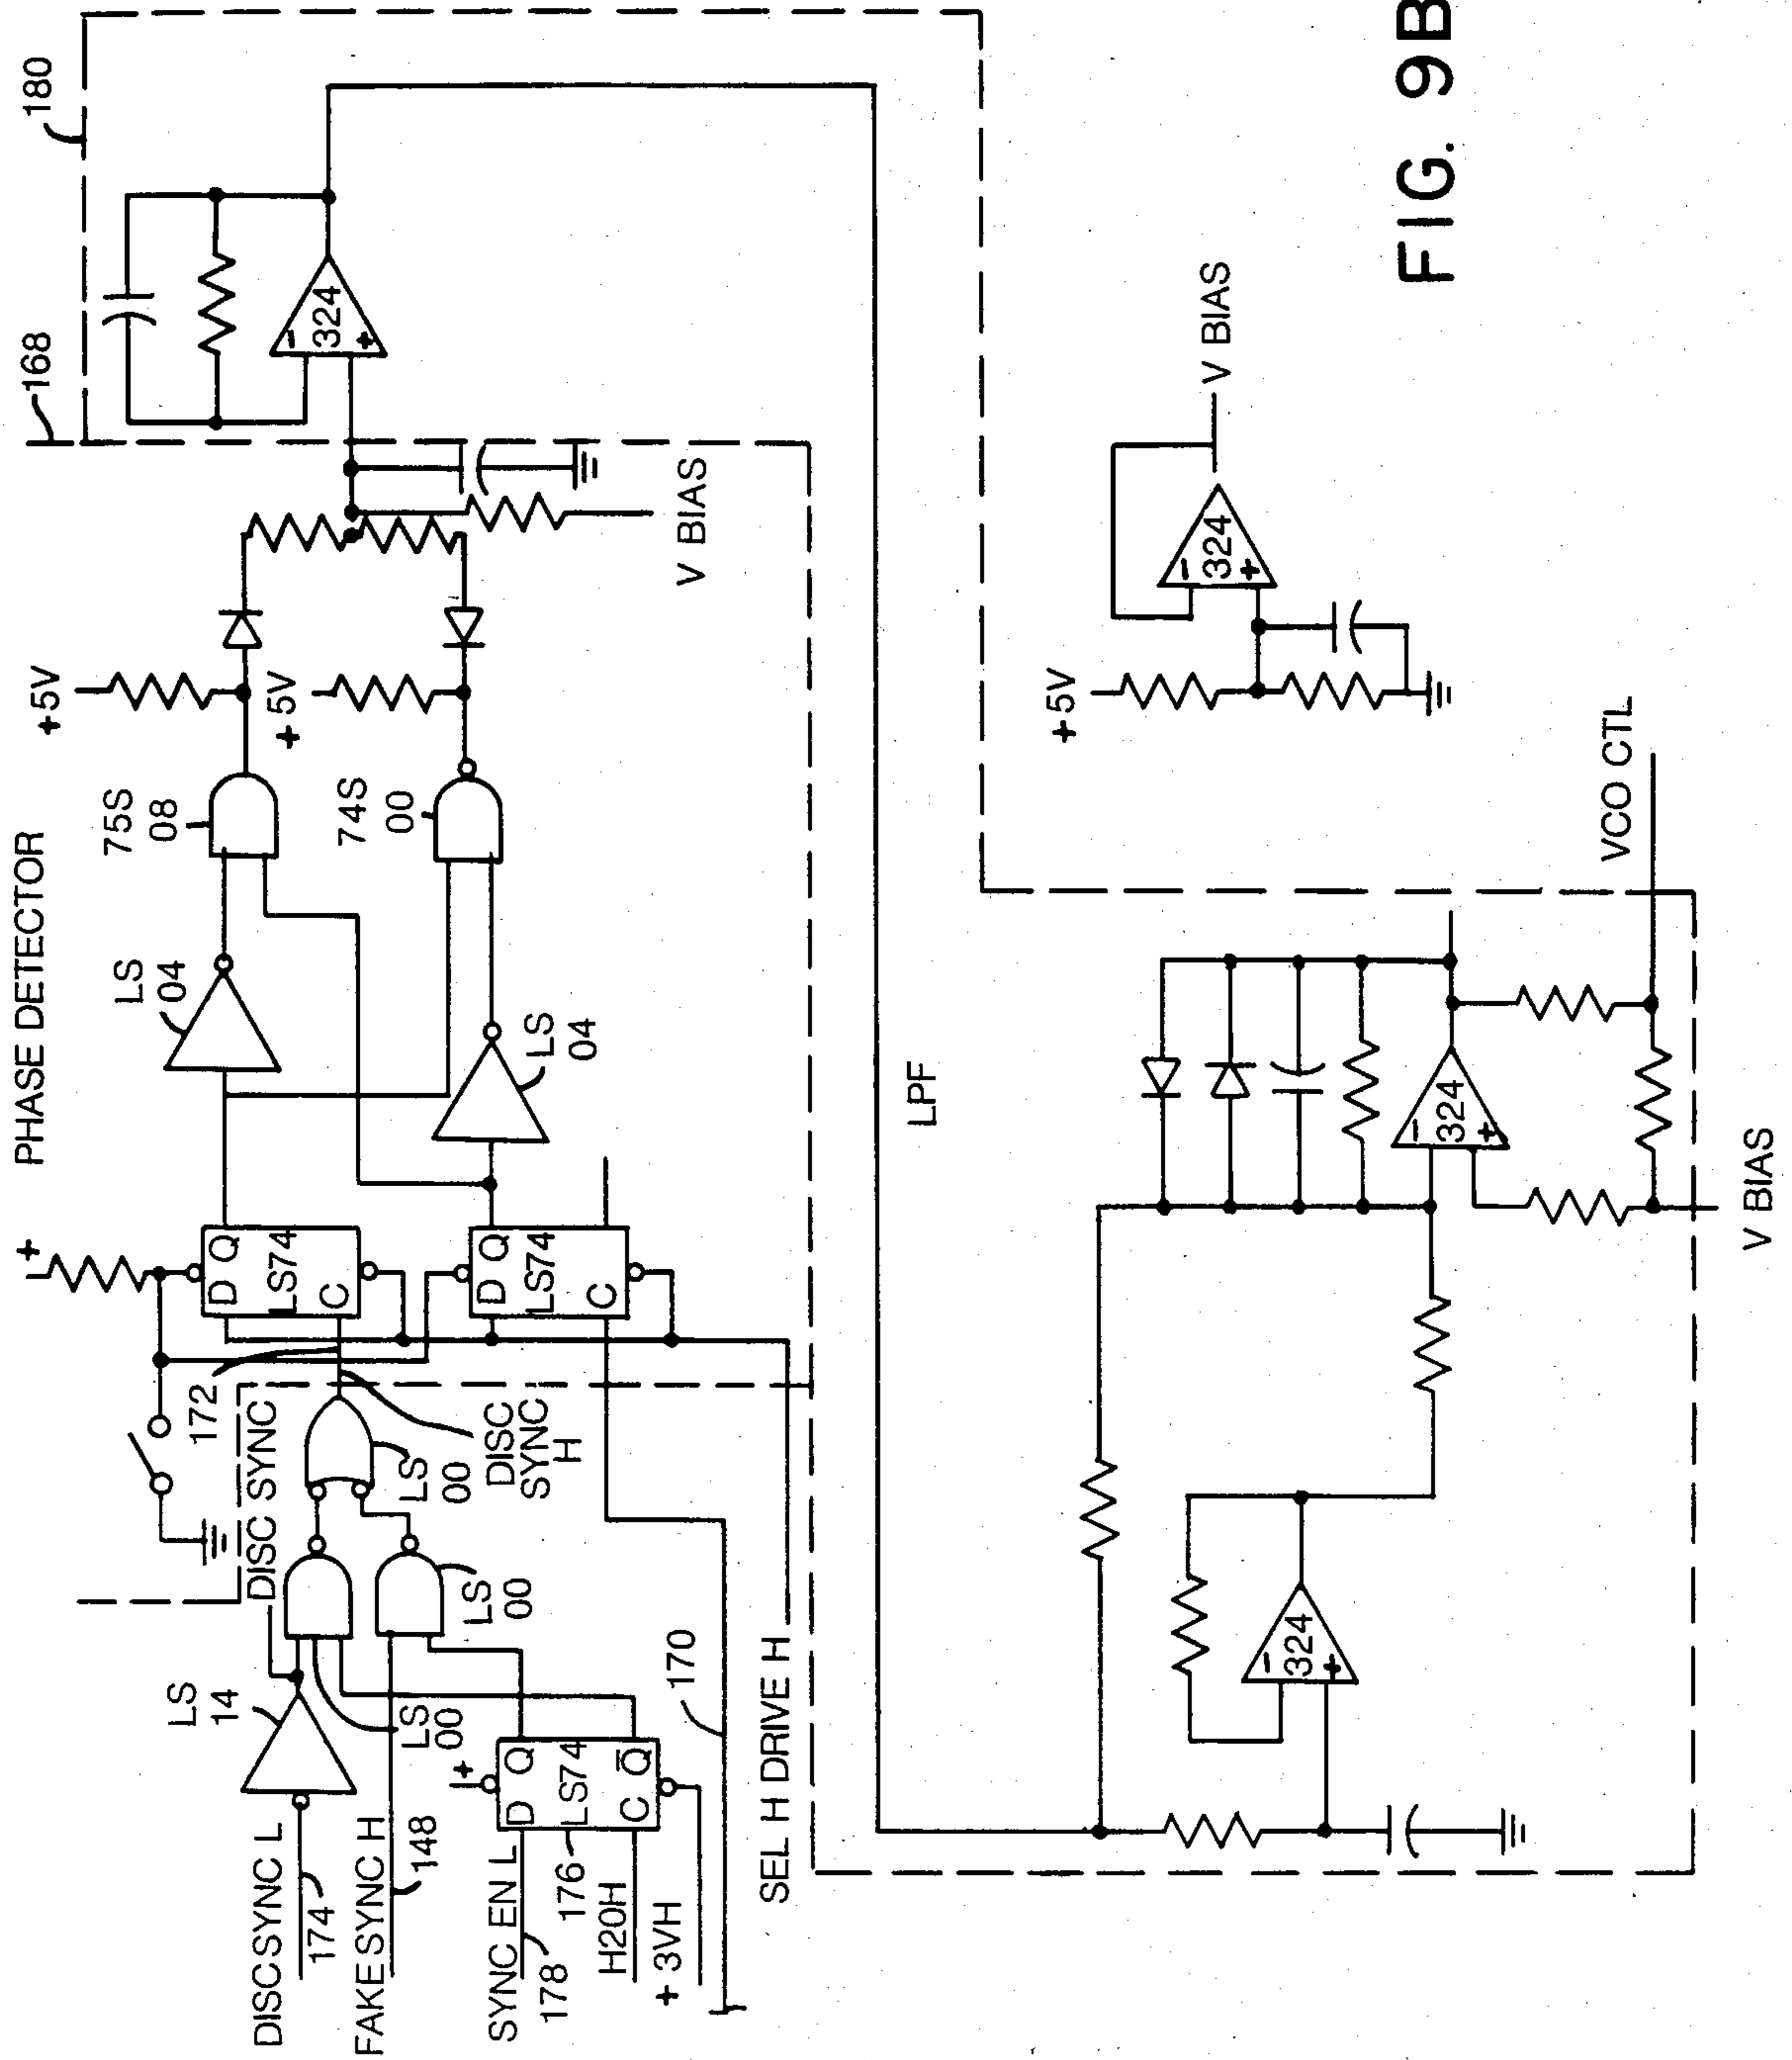 PHASE DETECTOR
168
180
+5V
75S
08
LS
04
+5V
74S
00
LS
04
L+
D Q
LS74
C
D Q
LS74
C
172
DISC SYNC
DISC
SYNC
H
LS
00
LS
14
LS
00
LS
00
DISCSYNC L
174
FAKESYNC H
148
SYNC EN L
178
176
H20H
+3VH
L+
D Q
LS74
C Q̅
170
SEL H DRIVE H
V BIAS
-
324
+
LPF
-
324
+
-
324
+
VCO CTL
V BIAS
+5V
-
324
+
V BIAS
FIG. 9B